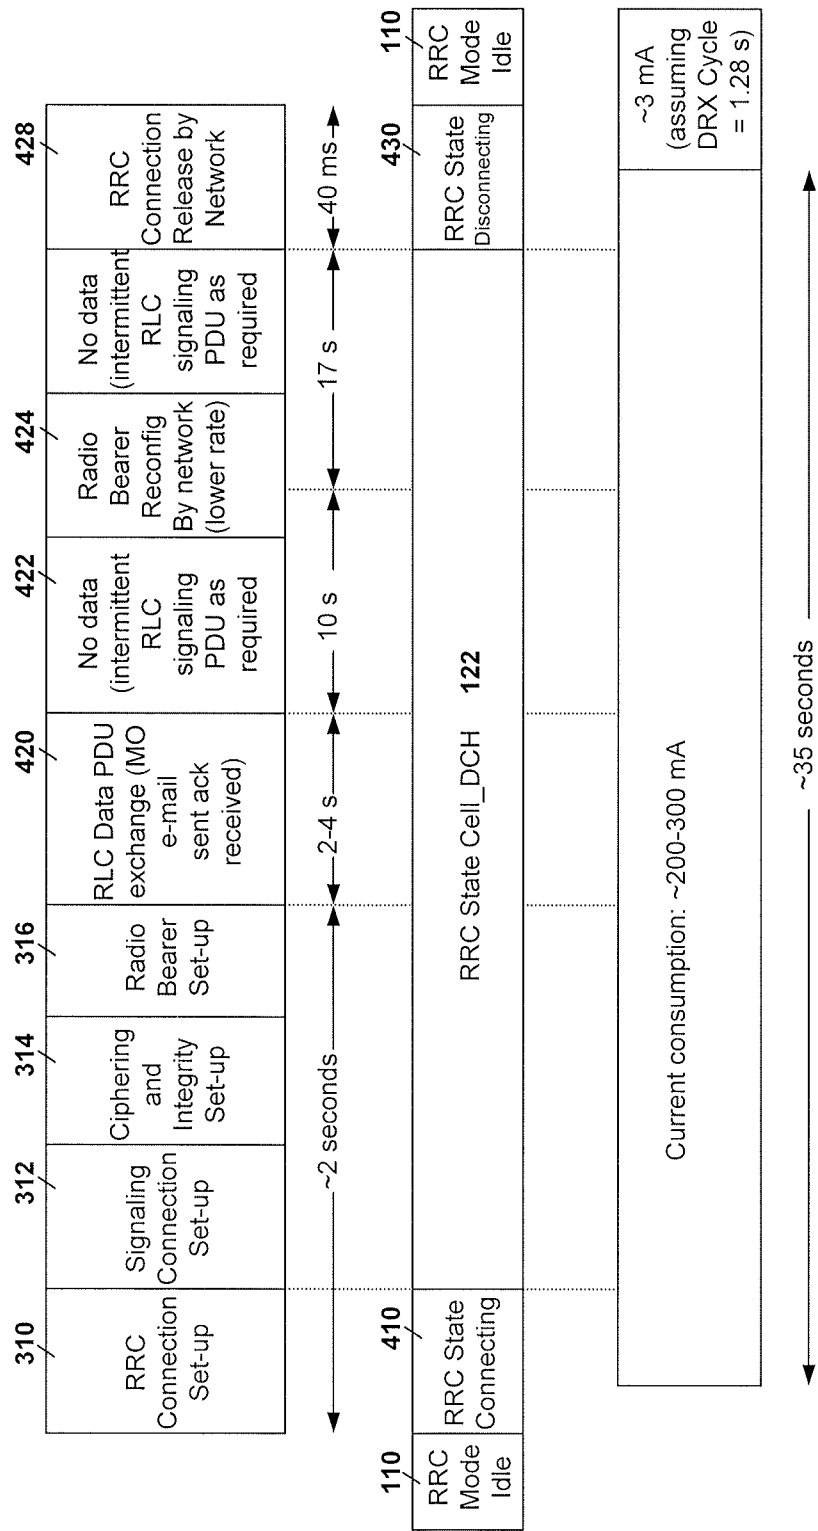 310
RRC
Connection
Set-up
312
Signaling
Connection
Set-up
314
Ciphering
and
Integrity
Set-up
316
Radio
Bearer
Set-up
420
RLC Data PDU
exchange (MO
e-mail
sent ack
received)
422
No data
(intermittent
RLC
signaling
PDU as
required
424
Radio
Bearer
Reconfig
By network
(lower rate)
No data
(intermittent
RLC
signaling
PDU as
required
428
RRC
Connection
Release by
Network
~2 seconds
2-4 s
10 s
17 s
40 ms
110
RRC
Mode
Idle
410
RRC State
Connecting
RRC State Cell_DCH 122
430
RRC State
Disconnecting
110
RRC
Mode
Idle
Current consumption: ~200-300 mA
~3 mA
(assuming
DRX Cycle
= 1.28 s)
~35 seconds